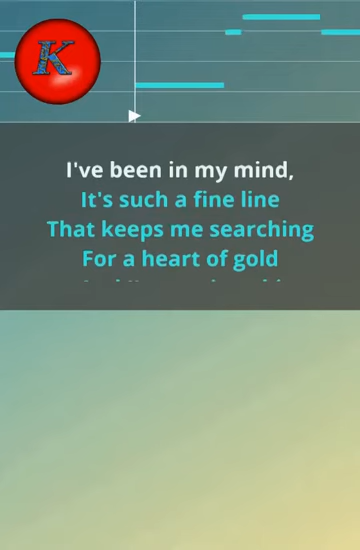 K
I've been in my mind,
It's such a fine line
That keeps me searching
For a heart of gold